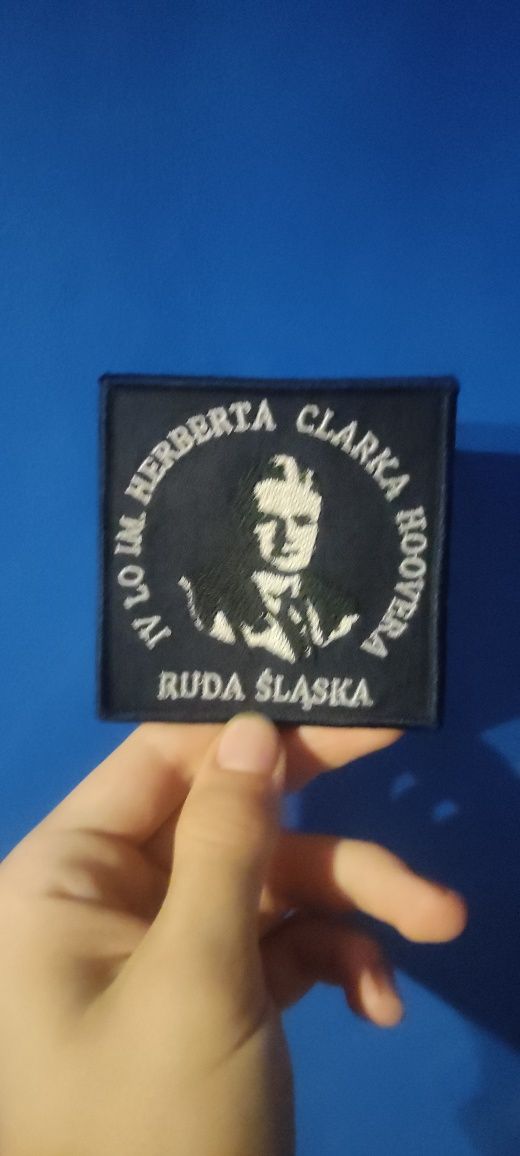 IV LO IM. HERBERTA CLARKA HOOVERA
RUDA ŚLĄSKA